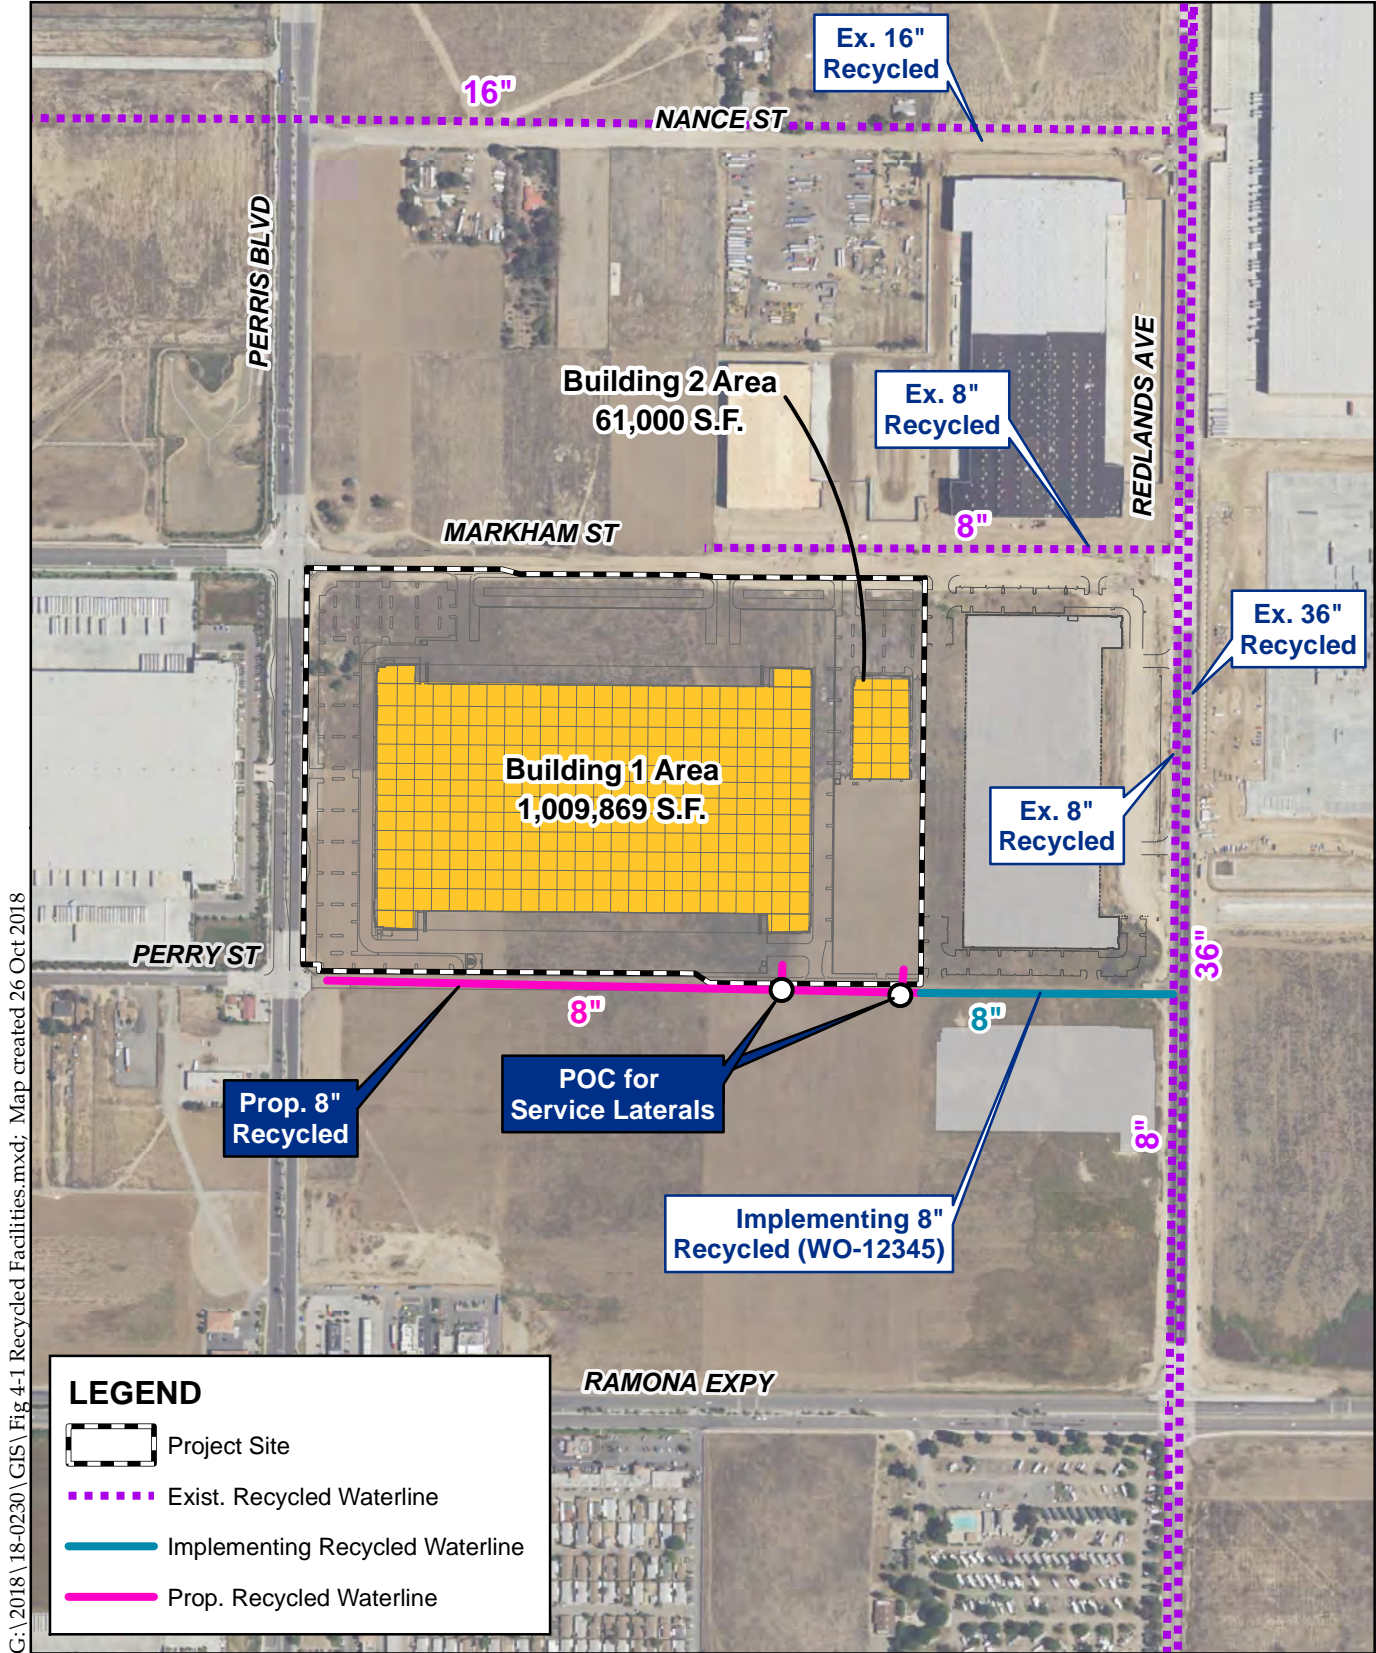 Ex. 16"
Recycled
16"
NANCE ST
PERRIS BLVD
REDLANDS AVE
Building 2 Area
61,000 S.F.
Ex. 8"
Recycled
8"
MARKHAM ST
Ex. 36"
Recycled
Building 1 Area
1,009,869 S.F.
Ex. 8"
Recycled
PERRY ST
36"
8"
8"
POC for
Service Laterals
Prop. 8"
Recycled
8"
Implementing 8"
Recycled (WO-12345)
RAMONA EXPY
LEGEND
Project Site
Exist. Recycled Waterline
Implementing Recycled Waterline
Prop. Recycled Waterline
G:\2018\18-0230\GIS\Fig 4-1 Recycled Facilities.mxd; Map created 26 Oct 2018